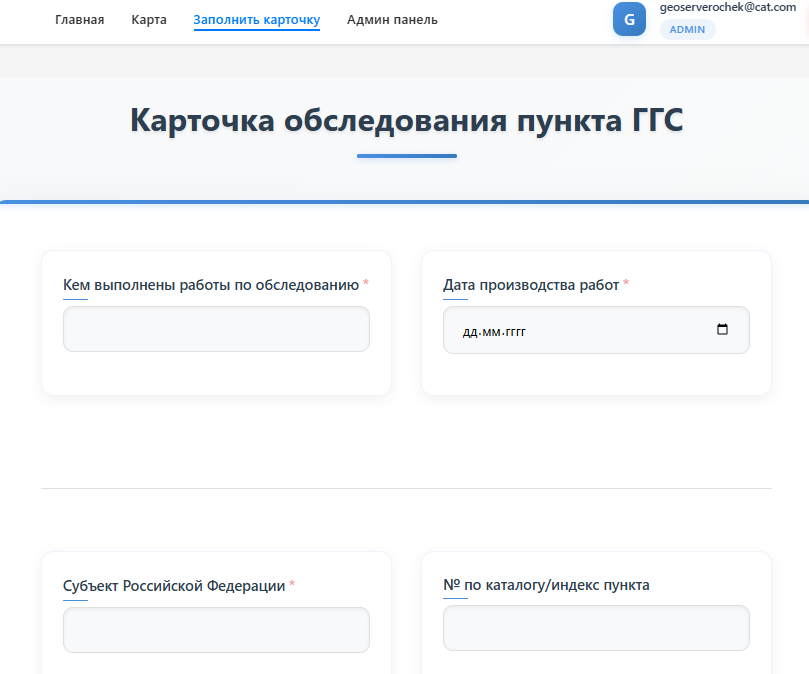 Главная Карта Заполнить карточку Админ панель
G
geoserverochek@cat.com
ADMIN
Карточка обследования пункта ГГС
Кем выполнены работы по обследованию *
Дата производства работ *
дд.мм.гггг
Субъект Российской Федерации *
№ по каталогу/индекс пункта